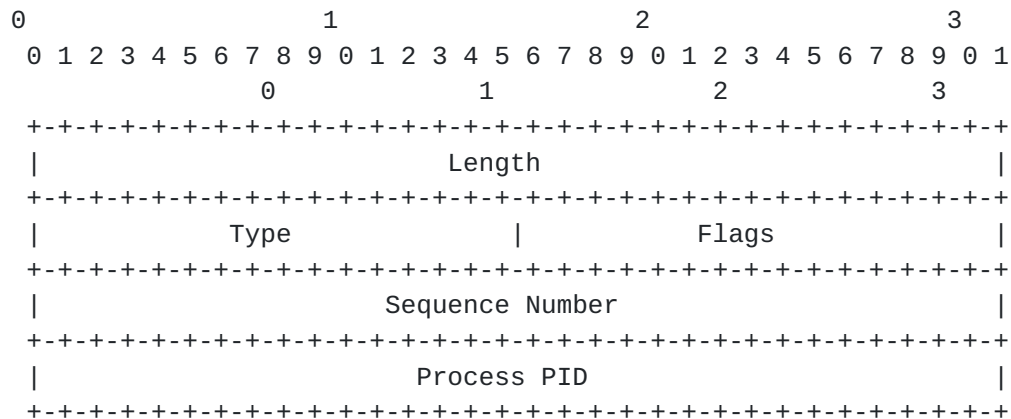 0                   1                   2                   3
 0 1 2 3 4 5 6 7 8 9 0 1 2 3 4 5 6 7 8 9 0 1 2 3 4 5 6 7 8 9 0 1
                0             1              2             3
 +-+-+-+-+-+-+-+-+-+-+-+-+-+-+-+-+-+-+-+-+-+-+-+-+-+-+-+-+-+-+-+
 |                          Length                             |
 +-+-+-+-+-+-+-+-+-+-+-+-+-+-+-+-+-+-+-+-+-+-+-+-+-+-+-+-+-+-+-+
 |            Type              |           Flags              |
 +-+-+-+-+-+-+-+-+-+-+-+-+-+-+-+-+-+-+-+-+-+-+-+-+-+-+-+-+-+-+-+
 |                      Sequence Number                        |
 +-+-+-+-+-+-+-+-+-+-+-+-+-+-+-+-+-+-+-+-+-+-+-+-+-+-+-+-+-+-+-+
 |                        Process PID                          |
 +-+-+-+-+-+-+-+-+-+-+-+-+-+-+-+-+-+-+-+-+-+-+-+-+-+-+-+-+-+-+-+